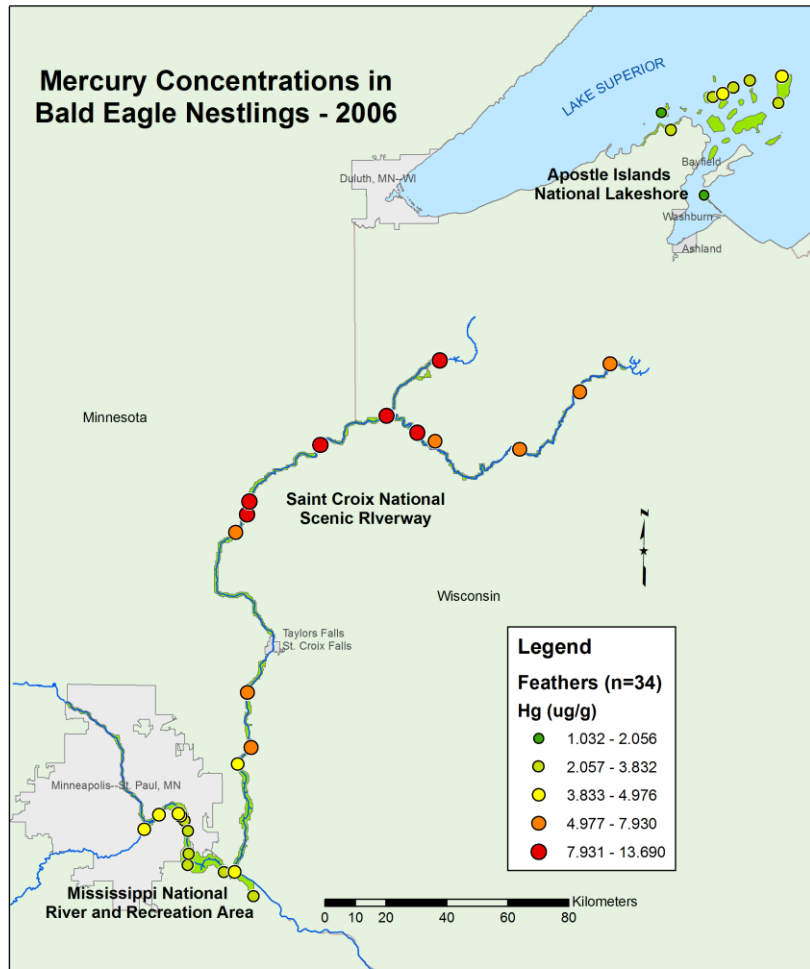 Mercury Concentrations in
Bald Eagle Nestlings - 2006
LAKE SUPERIOR
Bayfield
Duluth, MN--WI
Apostle Islands
National Lakeshore
Washburn
Ashland
Minnesota
Saint Croix National
Scenic RIverway
N
Wisconsin
Taylors Falls
St. Croix Falls
Minneapolis--St. Paul, MN
Mississippi National
River and Recreation Area
Legend
Feathers (n=34)
Hg (ug/g)
1.032 - 2.056
2.057 - 3.832
3.833 - 4.976
4.977 - 7.930
7.931 - 13.690
Kilometers
0 10 20 40 60 80